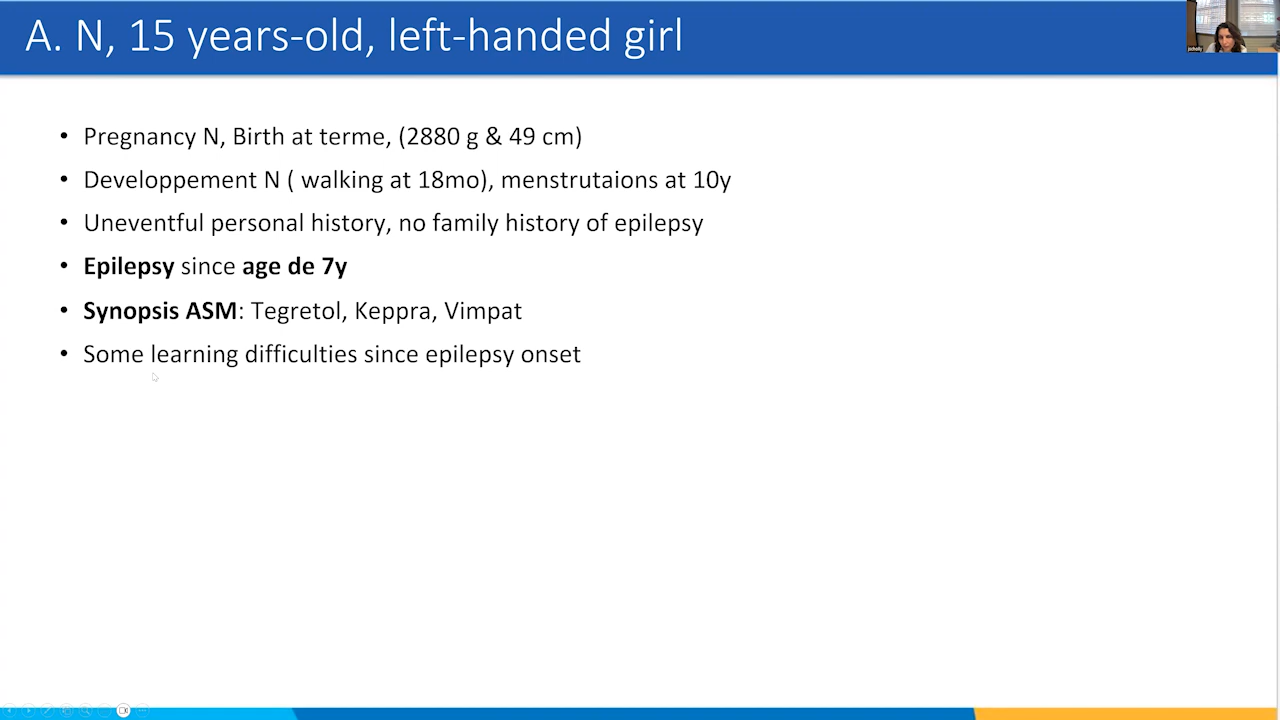 A. N, 15 years-old, left-handed girl
• Pregnancy N, Birth at terme, (2880 g & 49 cm)
• Developpement N ( walking at 18mo), menstrutaions at 10y
• Uneventful personal history, no family history of epilepsy
• Epilepsy since age de 7y
• Synopsis ASM: Tegretol, Keppra, Vimpat
• Some learning difficulties since epilepsy onset